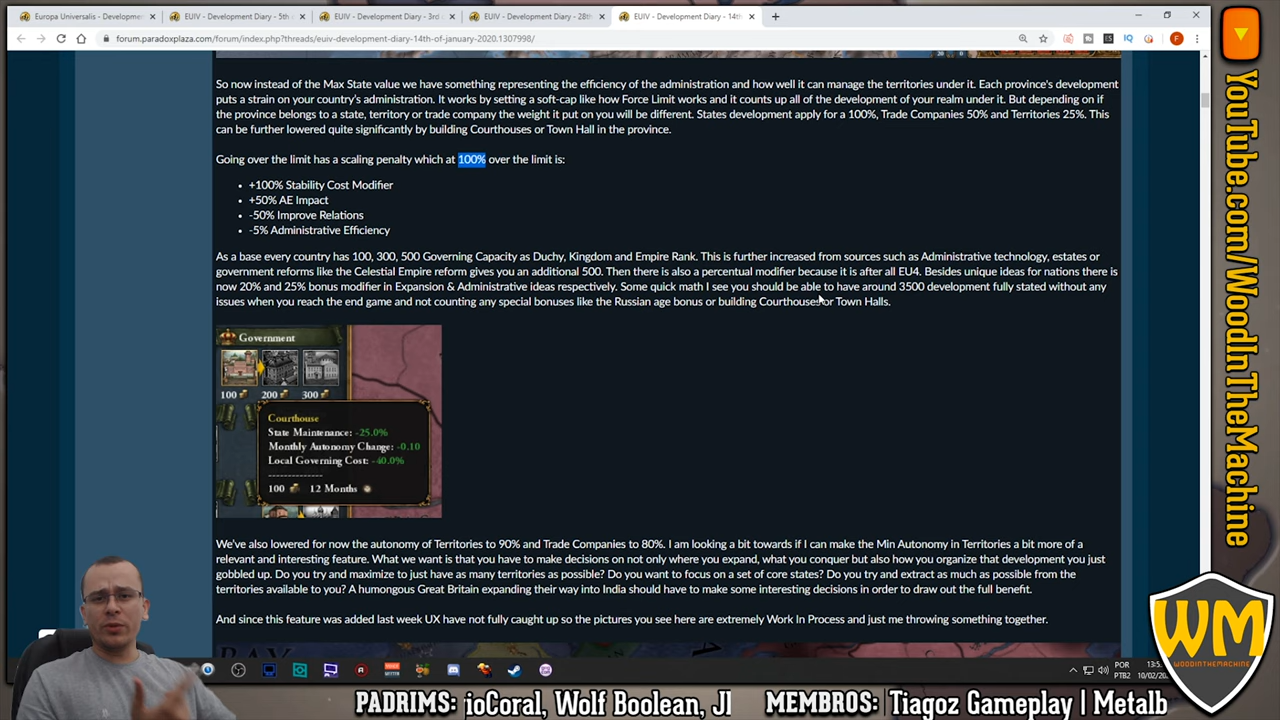 Europa Universalis - Developme
EUIV - Development Diary - 5th
EUIV - Development Diary - 3rd
EUIV - Development Diary - 28th
EUIV - Development Diary - 14th
forum.paradoxplaza.com/forum/index.php?threads/euiv-development-diary-14th-of-january-2020.1307998/
So now instead of the Max State value we have something representing the efficiency of the administration and how well it can manage the territories under it. Each province's development
puts a strain on your country's administration. It works by setting a soft-cap like how Force Limit works and it counts up all of the development of your realm under it. But depending on if
the province belongs to a state, territory or trade company the weight it put on you will be different. States development apply for a 100%, Trade Companies 50% and Territories 25%. This
can be further lowered quite significantly by building Courthouses or Town Hall in the province.
Going over the limit has a scaling penalty which at 100% over the limit is:
• +100% Stability Cost Modifier
• +50% AE Impact
• -50% Improve Relations
• -5% Administrative Efficiency
As a base every country has 100, 300, 500 Governing Capacity as Duchy, Kingdom and Empire Rank. This is further increased from sources such as Administrative technology, estates or
government reforms like the Celestial Empire reform gives you an additional 500. Then there is also a percentual modifier because it is after all EU4. Besides unique ideas for nations there is
now 20% and 25% bonus modifier in Expansion & Administrative ideas respectively. Some quick math I see you should be able to have around 3500 development fully stated without any
issues when you reach the end game and not counting any special bonuses like the Russian age bonus or building Courthouses or Town Halls.
Government
100 200 300
Courthouse
State Maintenance: -25.0%
Monthly Autonomy Change: -0.10
Local Governing Cost: -40.0%
--------------
100 12 Months
We've also lowered for now the autonomy of Territories to 90% and Trade Companies to 80%. I am looking a bit towards if I can make the Min Autonomy in Territories a bit more of a
relevant and interesting feature. What we want is that you have to make decisions on not only where you expand, what you conquer but also how you organize that development you just
gobbled up. Do you try and maximize to just have as many territories as possible? Do you want to focus on a set of core states? Do you try and extract as much as possible from the
territories available to you? A humongous Great Britain expanding their way into India should have to make some interesting decisions in order to draw out the full benefit.
And since this feature was added last week UX have not fully caught up so the pictures you see here are extremely Work In Process and just me throwing something together.
POR
PTB2
13:5
10/02/
YouTube.com/WoodInTheMachine
WM
WOODINTHEMACHINE
PADRIMS: ioCoral, Wolf Boolean, Jl
MEMBROS: Tiagoz Gameplay | Metalb